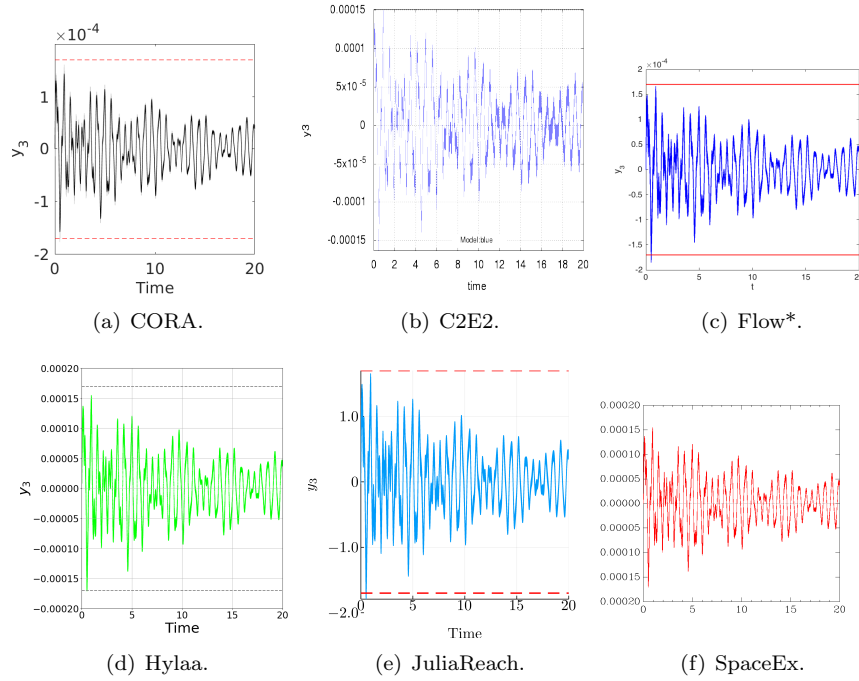 ×10⁻⁴
y₃
1
0
-1
-2
0 10 20
Time
(a) CORA.
0.00015
0.0001
5x10⁻⁵
0
-5x10⁻⁵
-0.0001
-0.00015
y3
Model:blue
0 2 4 6 8 10 12 14 16 18 20
time
(b) C2E2.
×10⁻⁴
2
1.5
1
0.5
0
-0.5
-1
-1.5
-2
y₃
0 5 10 15 20
t
(c) Flow*.
0.00020
0.00015
0.00010
0.00005
0.00000
−0.00005
−0.00010
−0.00015
−0.00020
y₃
0 5 10 15 20
Time
(d) Hylaa.
1.0
0
−1.0
−2.0
y₃
0 5 10 15 20
Time
(e) JuliaReach.
0.00020
0.00015
0.00010
0.00005
0.00000
0.00005
0.00010
0.00015
0.00020
0 5 10 15 20
(f) SpaceEx.